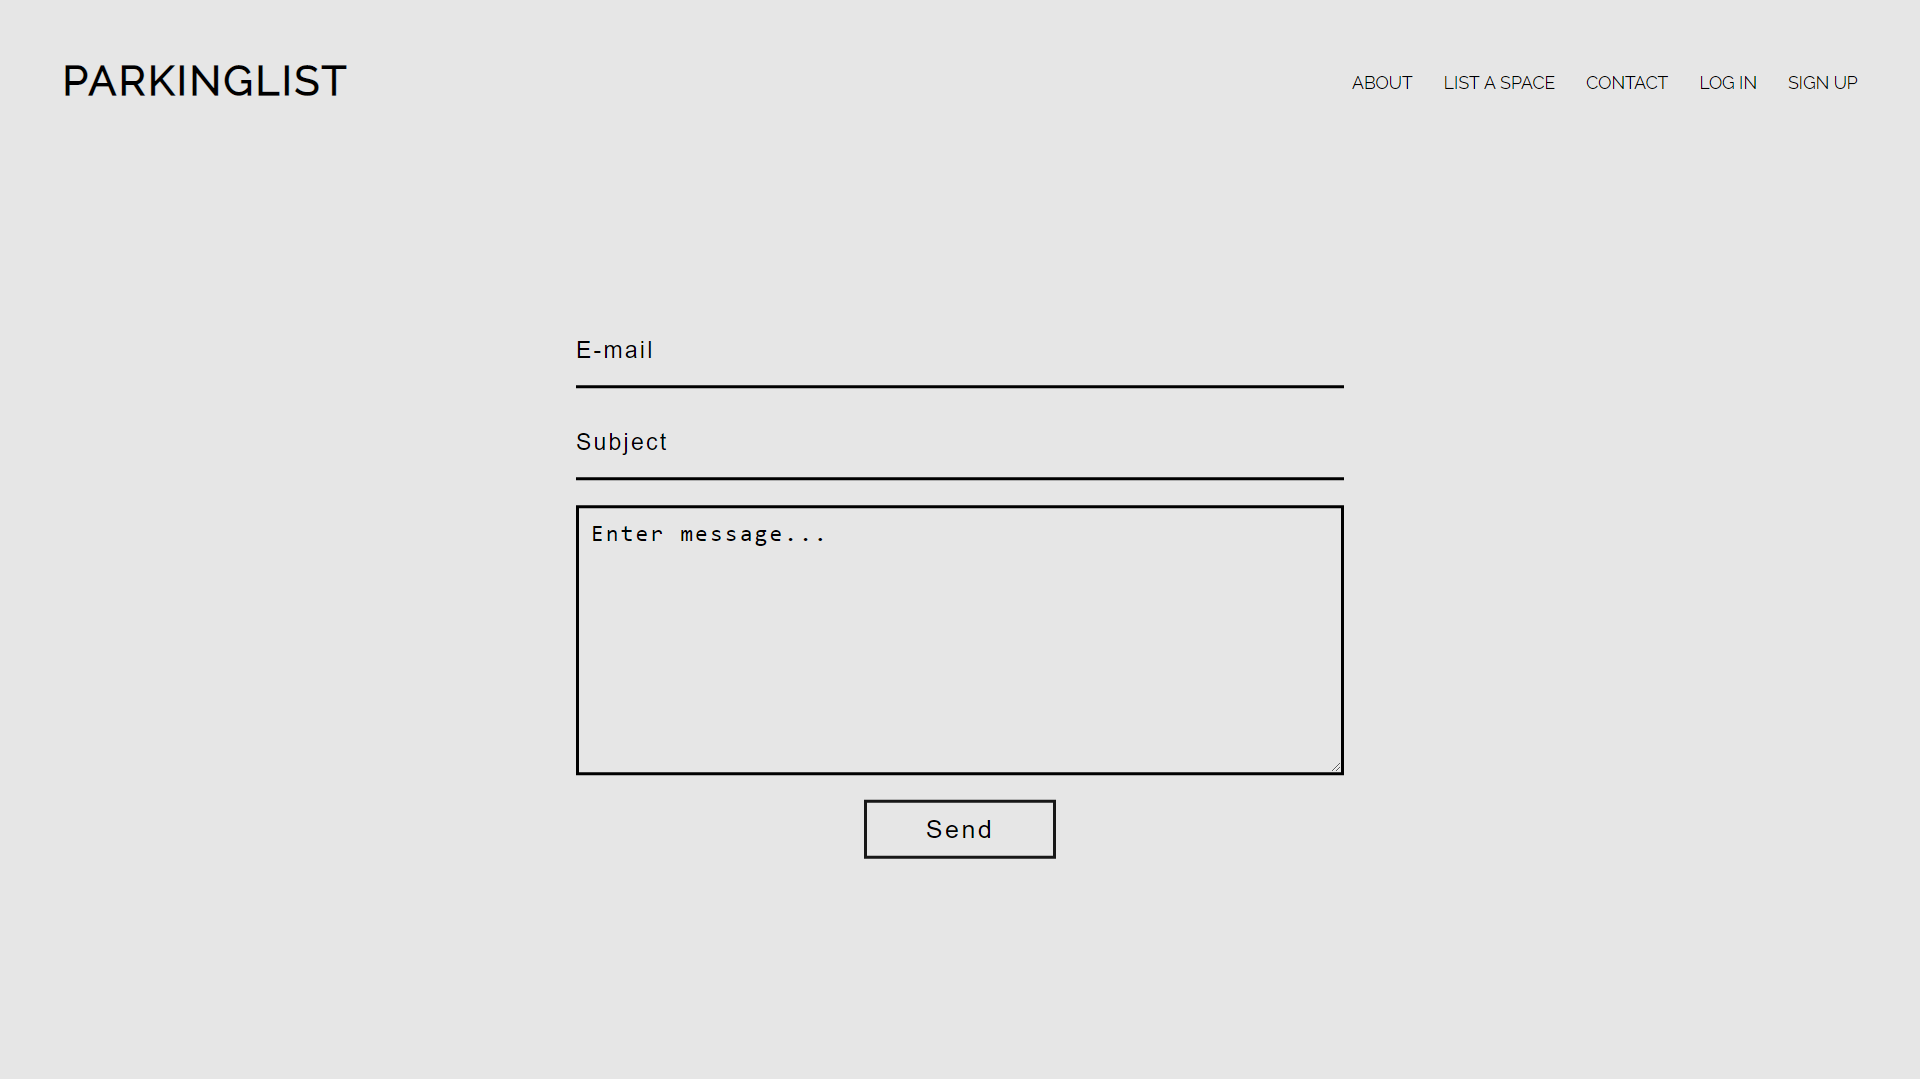 PARKINGLIST
ABOUT LIST A SPACE CONTACT LOG IN SIGN UP
E-mail
Subject
Enter message...
Send